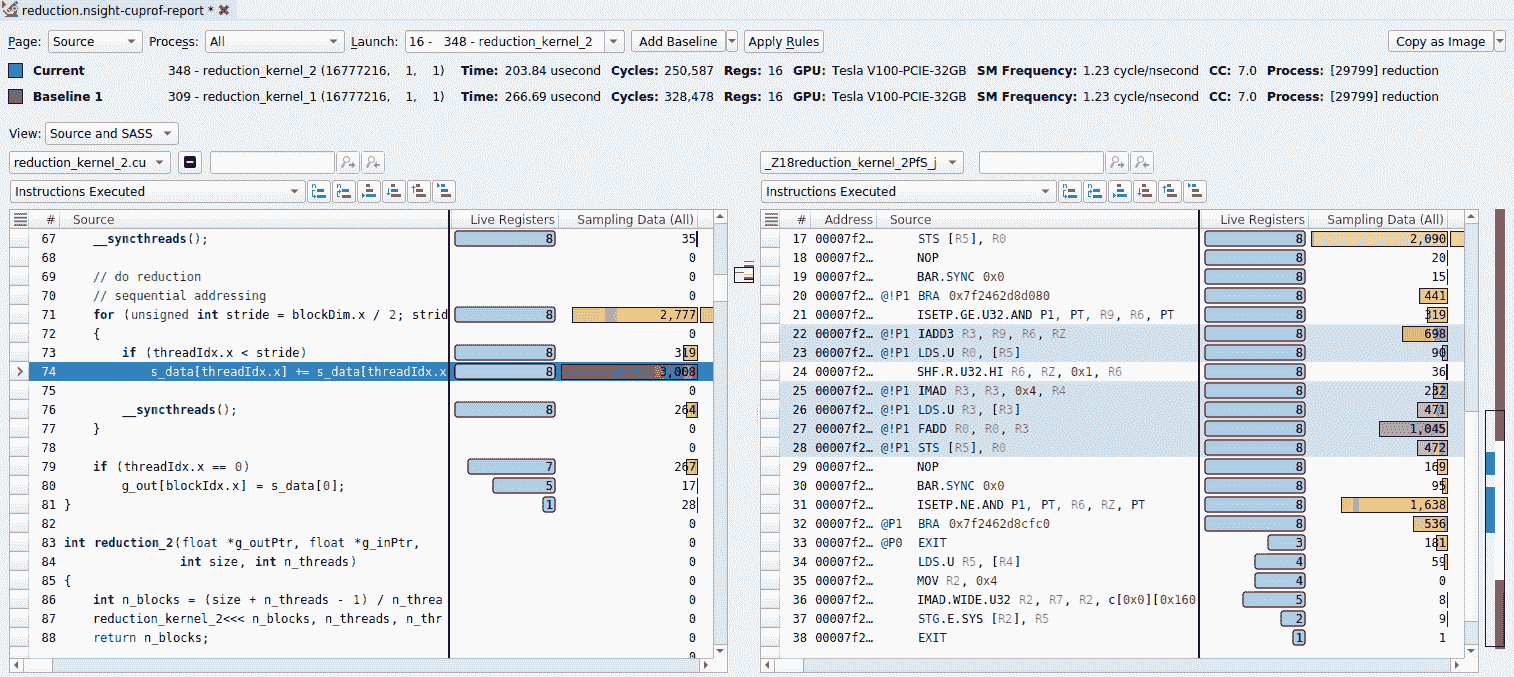 reduction.nsight-cuprof-report *
Page: Source Process: All Launch: 16 - 348 - reduction_kernel_2 Add Baseline Apply Rules Copy as Image
Current 348 - reduction_kernel_2 (16777216, 1, 1) Time: 203.84 usecond Cycles: 250,587 Regs: 16 GPU: Tesla V100-PCIE-32GB SM Frequency: 1.23 cycle/nsecond CC: 7.0 Process: [29799] reduction
Baseline 1 309 - reduction_kernel_1 (16777216, 1, 1) Time: 266.69 usecond Cycles: 328,478 Regs: 16 GPU: Tesla V100-PCIE-32GB SM Frequency: 1.23 cycle/nsecond CC: 7.0 Process: [29799] reduction
View: Source and SASS
reduction_kernel_2.cu
Instructions Executed
# Source Live Registers Sampling Data (All)
67 __syncthreads(); 8 35
68 0
69 // do reduction 0
70 // sequential addressing 0
71 for (unsigned int stride = blockDim.x / 2; strid 8 2,777
72 { 0
73 if (threadIdx.x < stride) 8 319
74 s_data[threadIdx.x] += s_data[threadIdx.x 8 3,008
75 0
76 __syncthreads(); 8 264
77 } 0
78 0
79 if (threadIdx.x == 0) 7 267
80 g_out[blockIdx.x] = s_data[0]; 5 17
81 } 1 28
82 0
83 int reduction_2(float *g_outPtr, float *g_inPtr, 0
84 int size, int n_threads) 0
85 { 0
86 int n_blocks = (size + n_threads - 1) / n_threa 0
87 reduction_kernel_2<<< n_blocks, n_threads, n_thr 0
88 return n_blocks; 0
0
_Z18reduction_kernel_2PfS_j
Instructions Executed
# Address Source Live Registers Sampling Data (All)
17 00007f2… STS [R5], R0 8 2,090
18 00007f2… NOP 8 20
19 00007f2… BAR.SYNC 0x0 8 15
20 00007f2… @!P1 BRA 0x7f2462d8d080 8 441
21 00007f2… ISETP.GE.U32.AND P1, PT, R9, R6, PT 8 319
22 00007f2… @!P1 IADD3 R3, R9, R6, RZ 8 698
23 00007f2… @!P1 LDS.U R0, [R5] 8 90
24 00007f2… SHF.R.U32.HI R6, RZ, 0x1, R6 8 36
25 00007f2… @!P1 IMAD R3, R3, 0x4, R4 8 232
26 00007f2… @!P1 LDS.U R3, [R3] 8 471
27 00007f2… @!P1 FADD R0, R0, R3 8 1,045
28 00007f2… @!P1 STS [R5], R0 8 472
29 00007f2… NOP 8 169
30 00007f2… BAR.SYNC 0x0 8 95
31 00007f2… ISETP.NE.AND P1, PT, R6, RZ, PT 8 1,638
32 00007f2… @P1 BRA 0x7f2462d8cfc0 8 536
33 00007f2… @P0 EXIT 3 181
34 00007f2… LDS.U R5, [R4] 4 59
35 00007f2… MOV R2, 0x4 4 0
36 00007f2… IMAD.WIDE.U32 R2, R7, R2, c[0x0][0x160 5 8
37 00007f2… STG.E.SYS [R2], R5 2 9
38 00007f2… EXIT 1 1